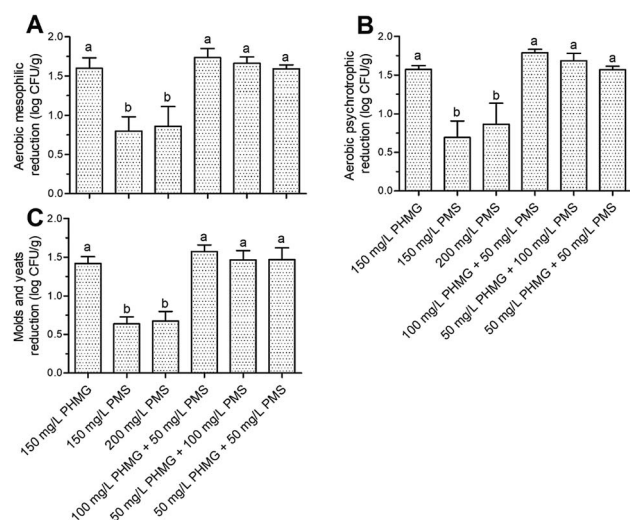 A
Aerobic mesophilic
reduction (log CFU/g)
2.0
1.5
1.0
0.5
0.0
a
b
b
a
a
a
B
Aerobic psychrotrophic
reduction (log CFU/g)
2.0
1.5
1.0
0.5
0.0
a
b
b
a
a
a
150 mg/L PHMG
150 mg/L PMS
200 mg/L PMS
100 mg/L PHMG + 50 mg/L PMS
50 mg/L PHMG + 100 mg/L PMS
50 mg/L PHMG + 50 mg/L PMS
C
Molds and yeats
reduction (log CFU/g)
2.0
1.5
1.0
0.5
0.0
a
b
b
a
a
a
150 mg/L PHMG
150 mg/L PMS
200 mg/L PMS
100 mg/L PHMG + 50 mg/L PMS
50 mg/L PHMG + 100 mg/L PMS
50 mg/L PHMG + 50 mg/L PMS